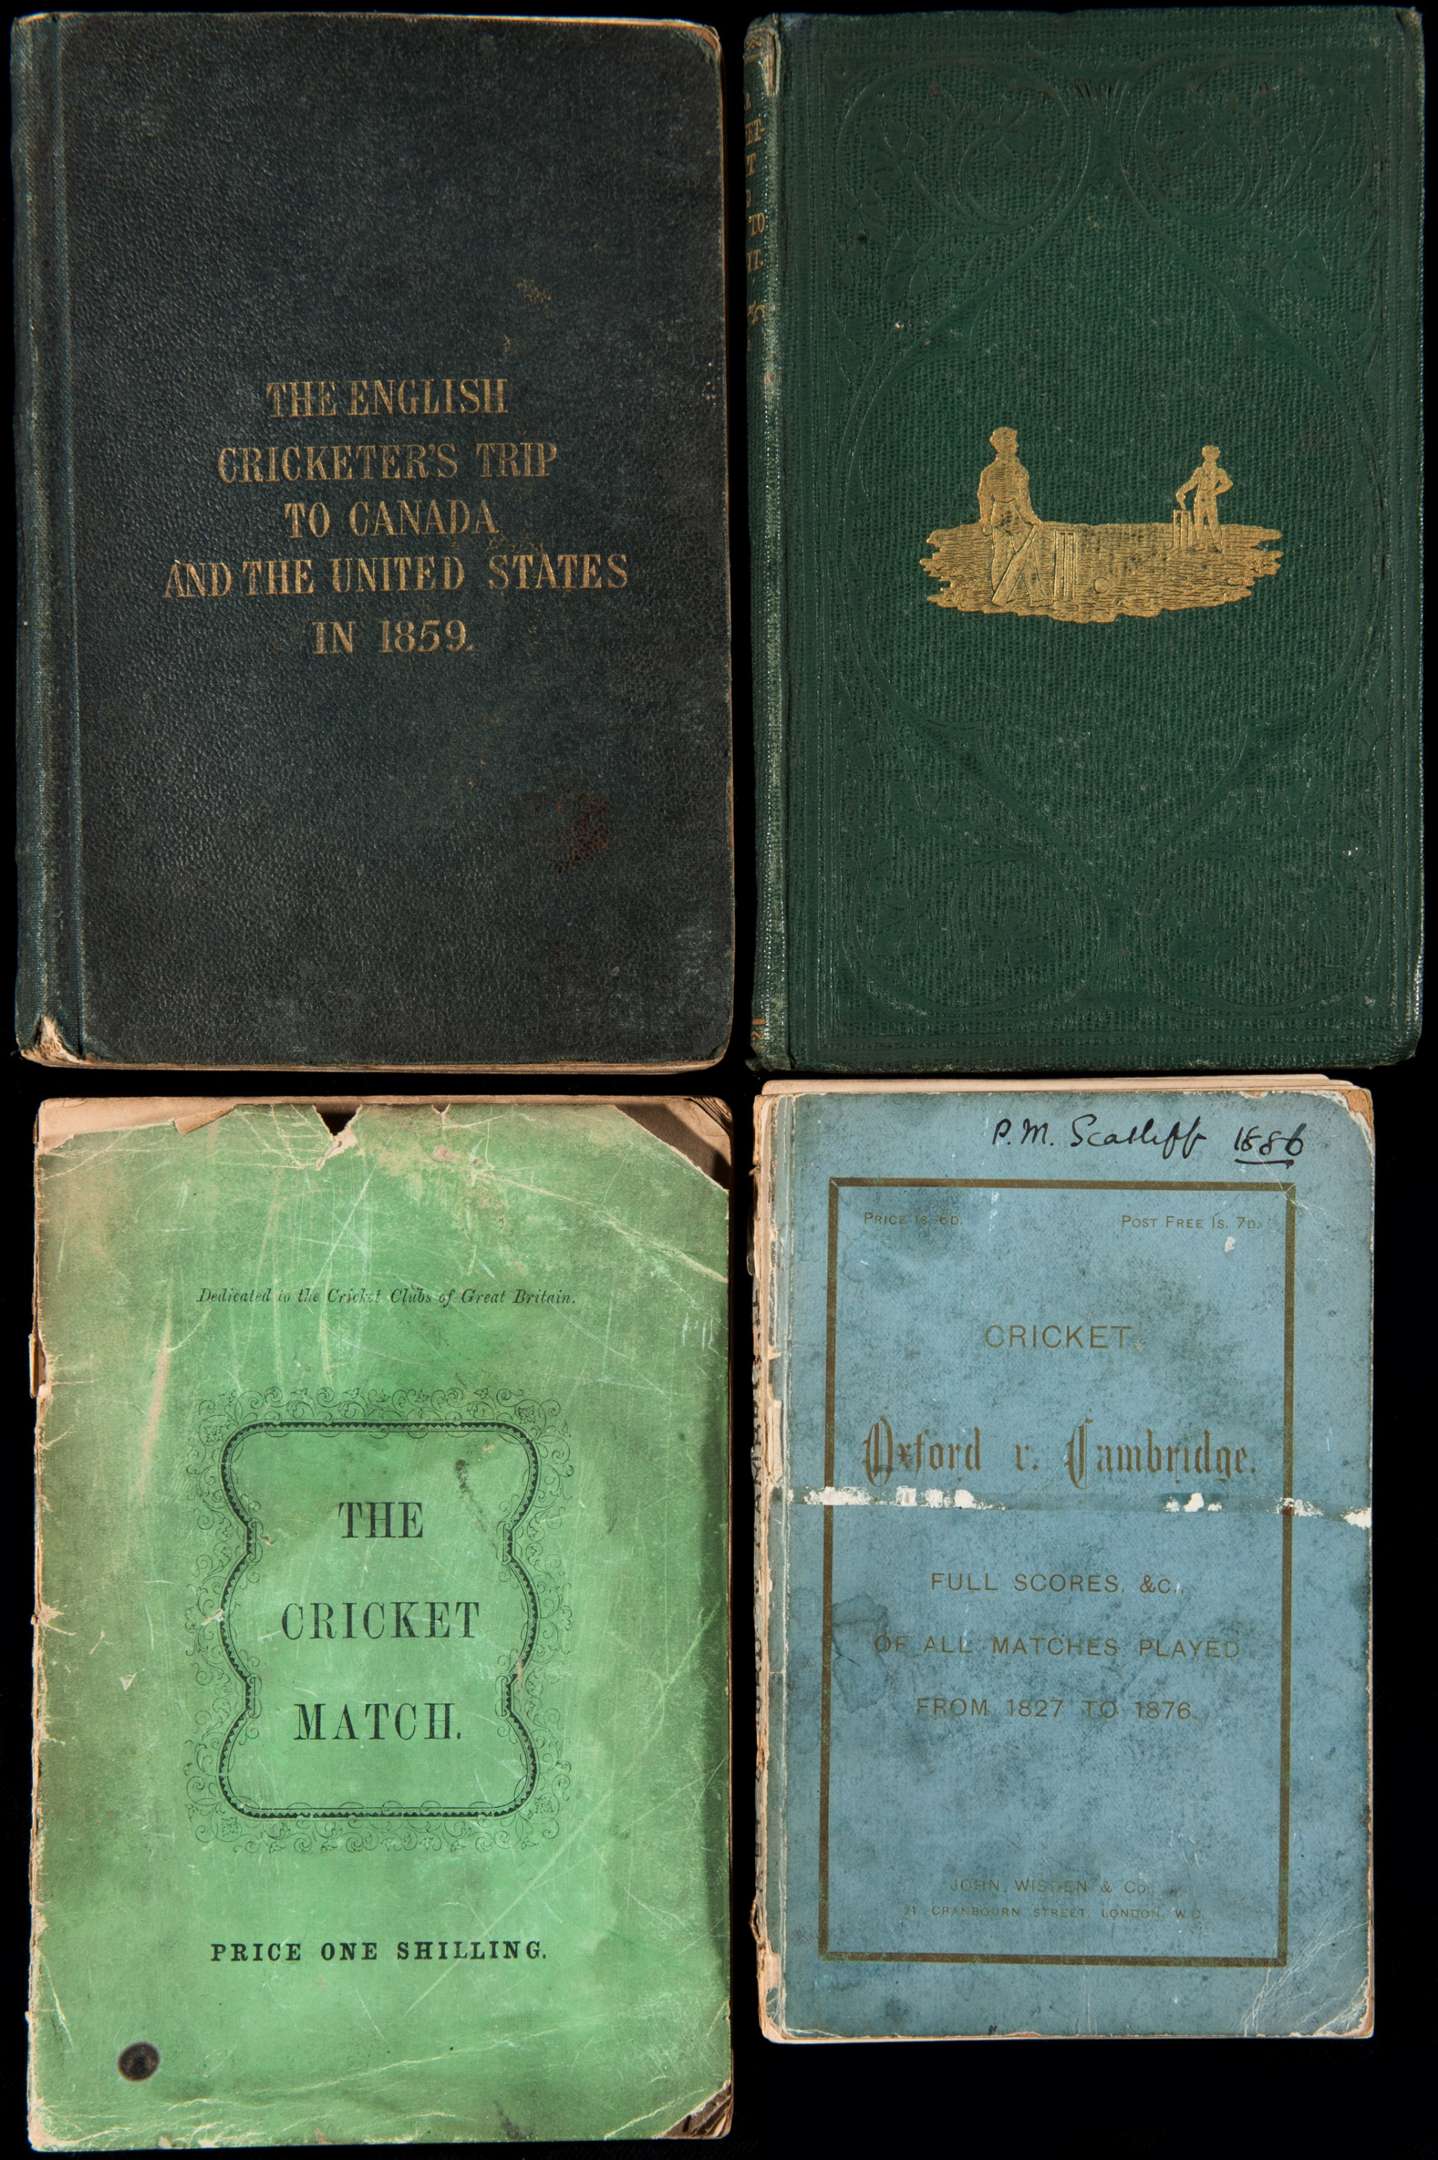 THE ENGLISH
CRICKETER'S TRIP
TO CANADA
AND THE UNITED STATES
IN 1859.
TO
Dedicated to the Cricket Clubs of Great Britain.
THE
CRICKET
MATCH.
PRICE ONE SHILLING.
P. M. 1886
PRICE 1S. 6D. POST FREE 1S. 7D.
CRICKET.
Oxford v. Cambridge.
FULL SCORES, &C.,
OF ALL MATCHES PLAYED
FROM 1827 TO 1876.
JOHN WISDEN & CO.
21, CRANBOURN STREET, LONDON, W.C.